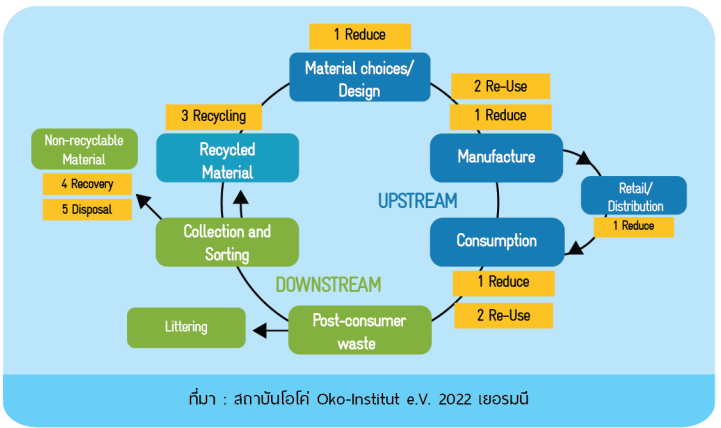 1 Reduce
Material choices/
Design
2 Re-Use
1 Reduce
3 Recycling
Recycled
Material
Manufacture
Non-recyclable
Material
4 Recovery
5 Disposal
Retail/
Distribution
1 Reduce
UPSTREAM
Collection and
Sorting
Consumption
DOWNSTREAM
1 Reduce
2 Re-Use
Littering
Post-consumer
waste
ที่มา : สถาบันโอโค่ Oko-Institut e.V. 2022 เยอรมนี